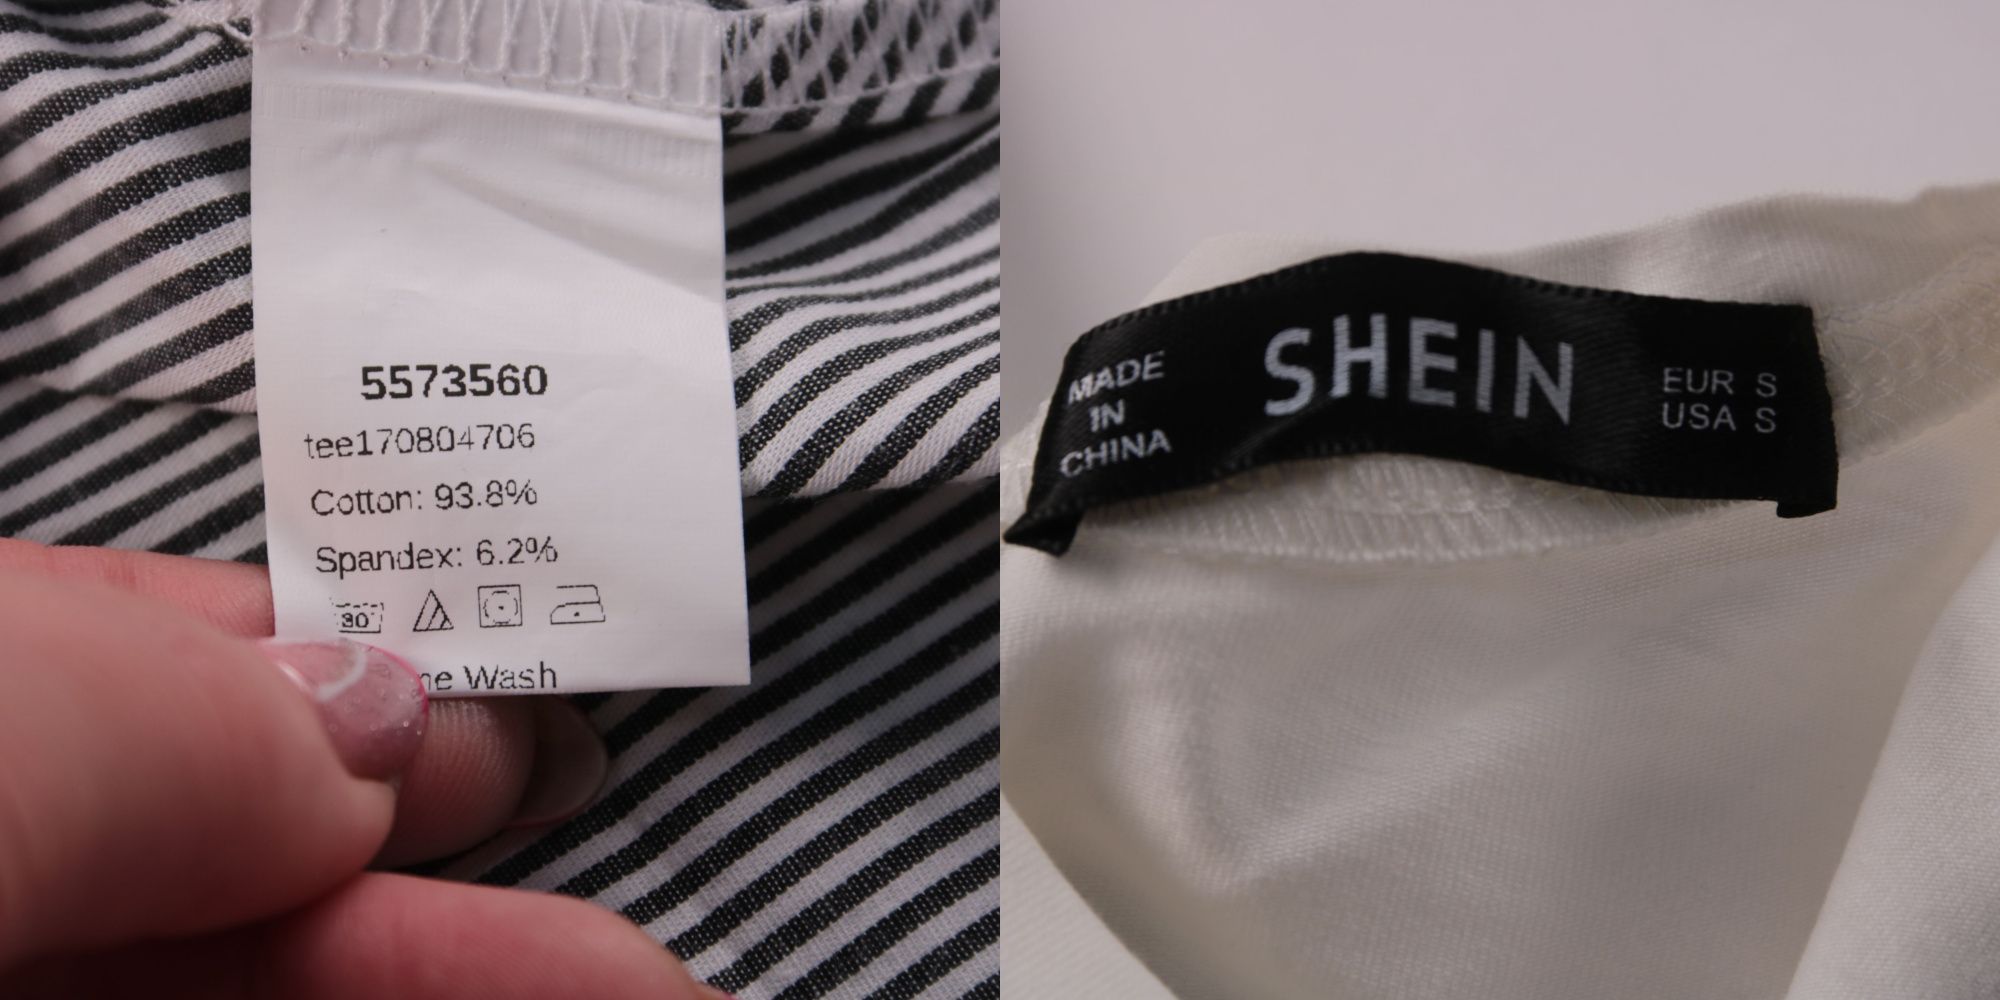 5573560
tee170804706
Cotton: 93.8%
Spandex: 6.2%
30°
Wash
MADE
IN
CHINA
SHEIN
EUR S
USA S